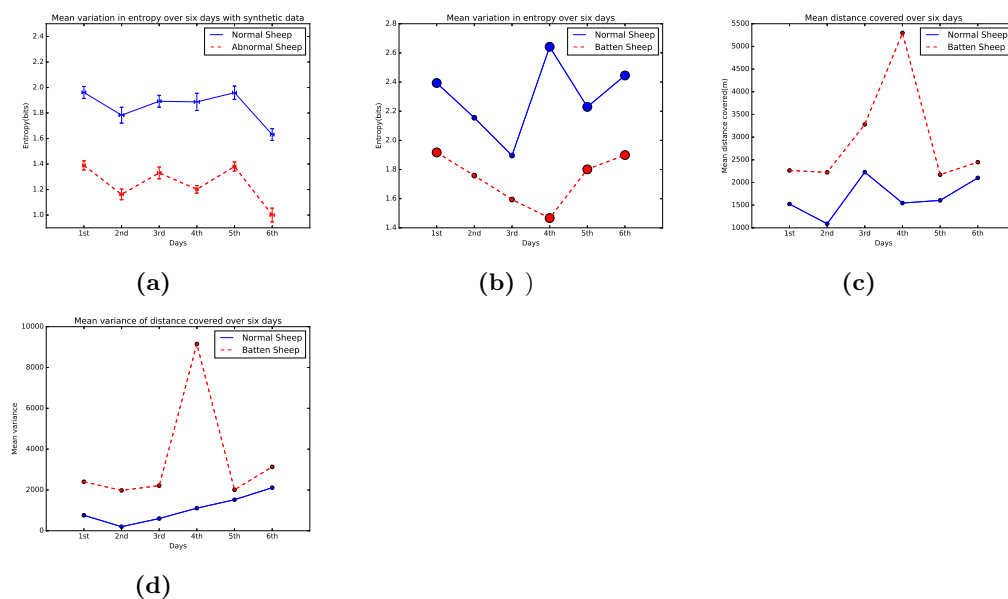 Mean variation in entropy over six days with synthetic data
2.4
2.2
2.0
1.8
1.6
1.4
1.2
1.0
Entropy(bits)
Normal Sheep
Abnormal Sheep
1st 2nd 3rd 4th 5th 6th
Days
(a)
Mean variation in entropy over six days
2.8
2.6
2.4
2.2
2.0
1.8
1.6
1.4
Entropy(bits)
Normal Sheep
Batten Sheep
1st 2nd 3rd 4th 5th 6th
Days
(b) )
Mean distance covered over six days
5500
5000
4500
4000
3500
3000
2500
2000
1500
1000
Mean distance covered(m)
Normal Sheep
Batten Sheep
1st 2nd 3rd 4th 5th 6th
Days
(c)
Mean variance of distance covered over six days
10000
8000
6000
4000
2000
0
Mean variance
Normal Sheep
Batten Sheep
1st 2nd 3rd 4th 5th 6th
Days
(d)